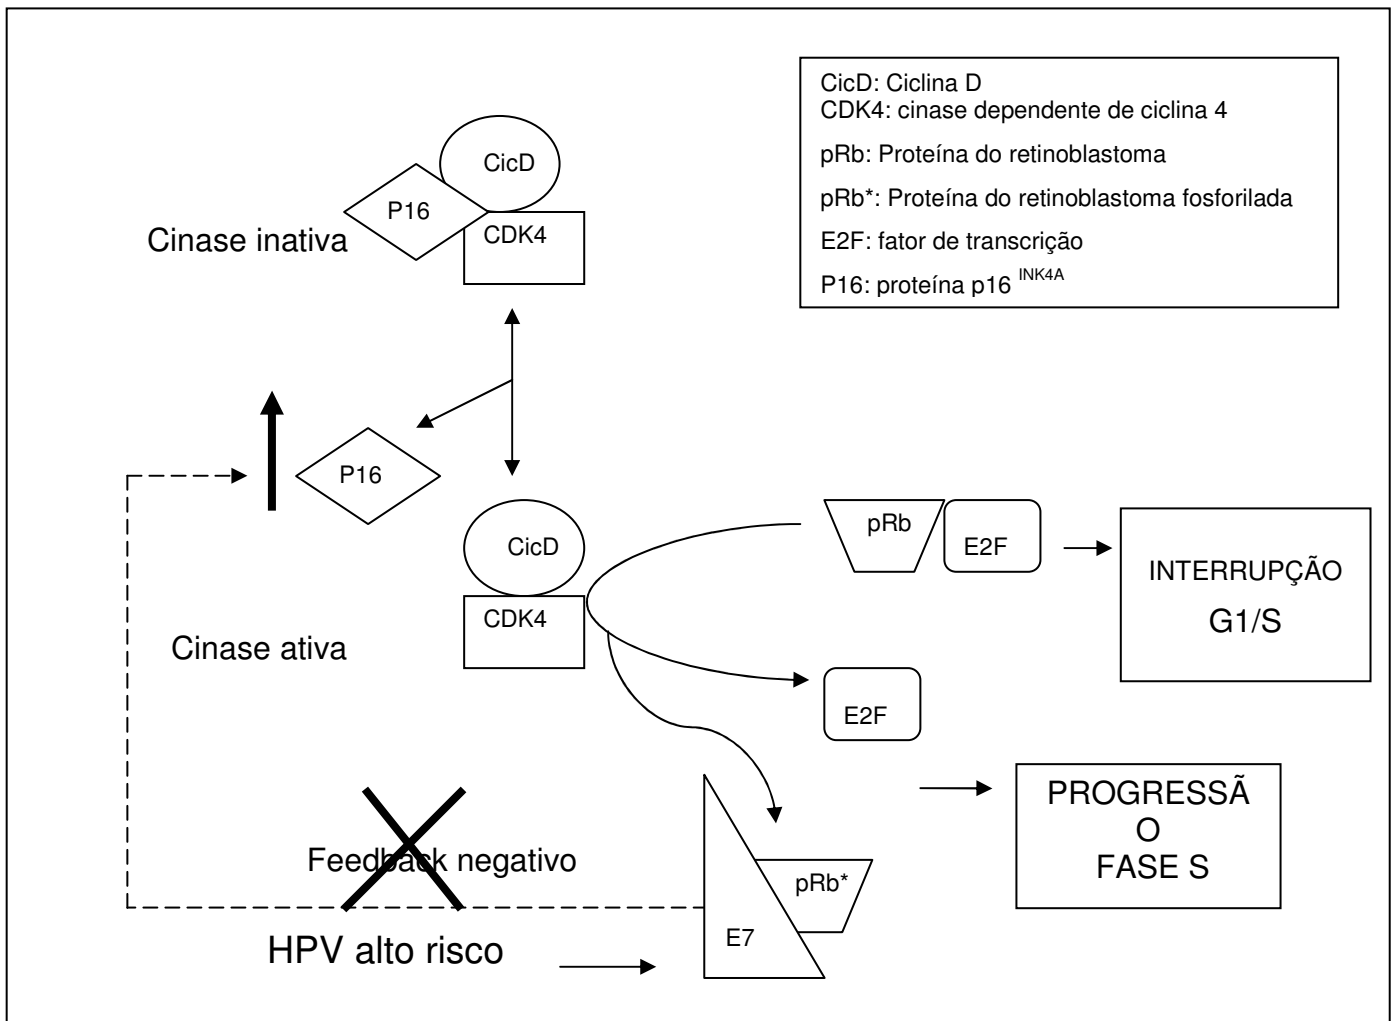 CicD: Ciclina D
CDK4: cinase dependente de ciclina 4
pRb: Proteína do retinoblastoma
pRb*: Proteína do retinoblastoma fosforilada
E2F: fator de transcrição
P16: proteína p16 INK4A
CicD
P16
CDK4
Cinase inativa
P16
CicD
CDK4
Cinase ativa
pRb
E2F
INTERRUPÇÃO
G1/S
E2F
PROGRESSÃ
O
FASE S
Feedback negativo
pRb*
E7
HPV alto risco